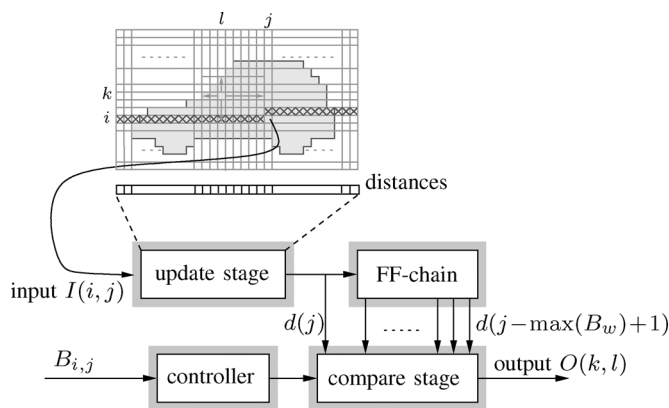 l j
k
i
distances
update stage
FF-chain
input I(i, j)
d(j) ..... d(j−max(B_w)+1)
B_{i,j}
output O(k, l)
controller
compare stage